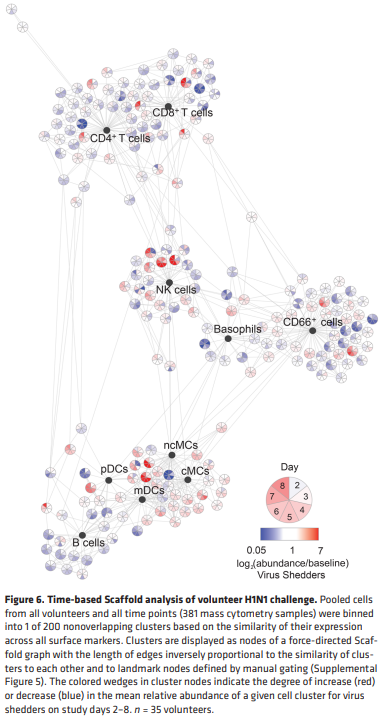 CD8+ T cells
CD4+ T cells
NK cells
CD66+ cells
Basophils
ncMCs
pDCs
cMCs
mDCs
B cells
Day
8 2
7 3
6 4
5
0.05 1 7
log2(abundance/baseline)
Virus Shedders
Figure 6. Time-based Scaffold analysis of volunteer H1N1 challenge. Pooled cells
from all volunteers and all time points (381 mass cytometry samples) were binned
into 1 of 200 nonoverlapping clusters based on the similarity of their expression
across all surface markers. Clusters are displayed as nodes of a force-directed Scaf-
fold graph with the length of edges inversely proportional to the similarity of clus-
ters to each other and to landmark nodes defined by manual gating (Supplemental
Figure 5). The colored wedges in cluster nodes indicate the degree of increase (red)
or decrease (blue) in the mean relative abundance of a given cell cluster for virus
shedders on study days 2–8. n = 35 volunteers.